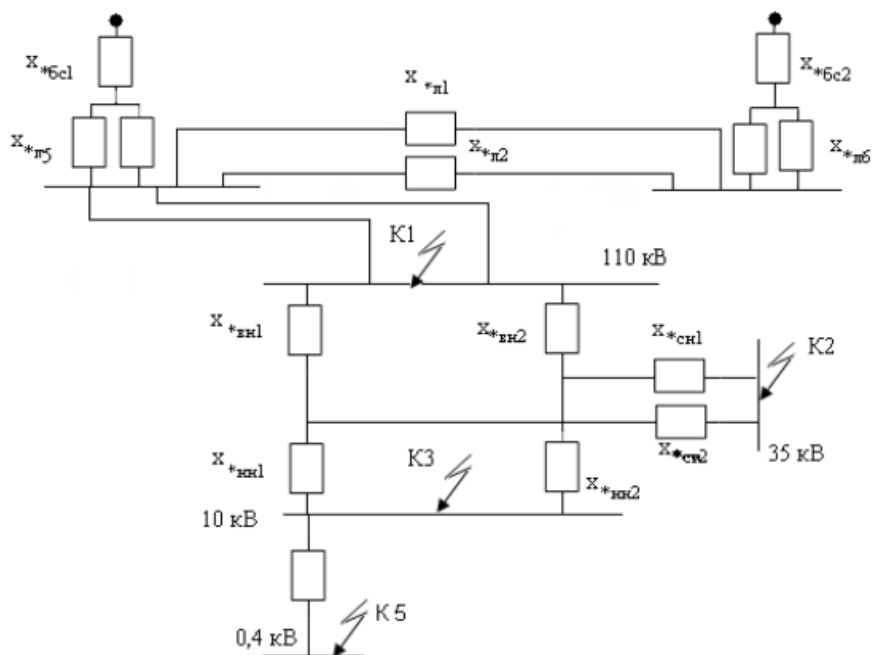 х*бс1
х*бс2
х*л1
х*л5
х*л2
х*л6
К1
110 кВ
х*вн1
х*вн2
х*сн1
К2
х*нн1
К3
х*сн2
35 кВ
х*нн2
10 кВ
К5
0,4 кВ